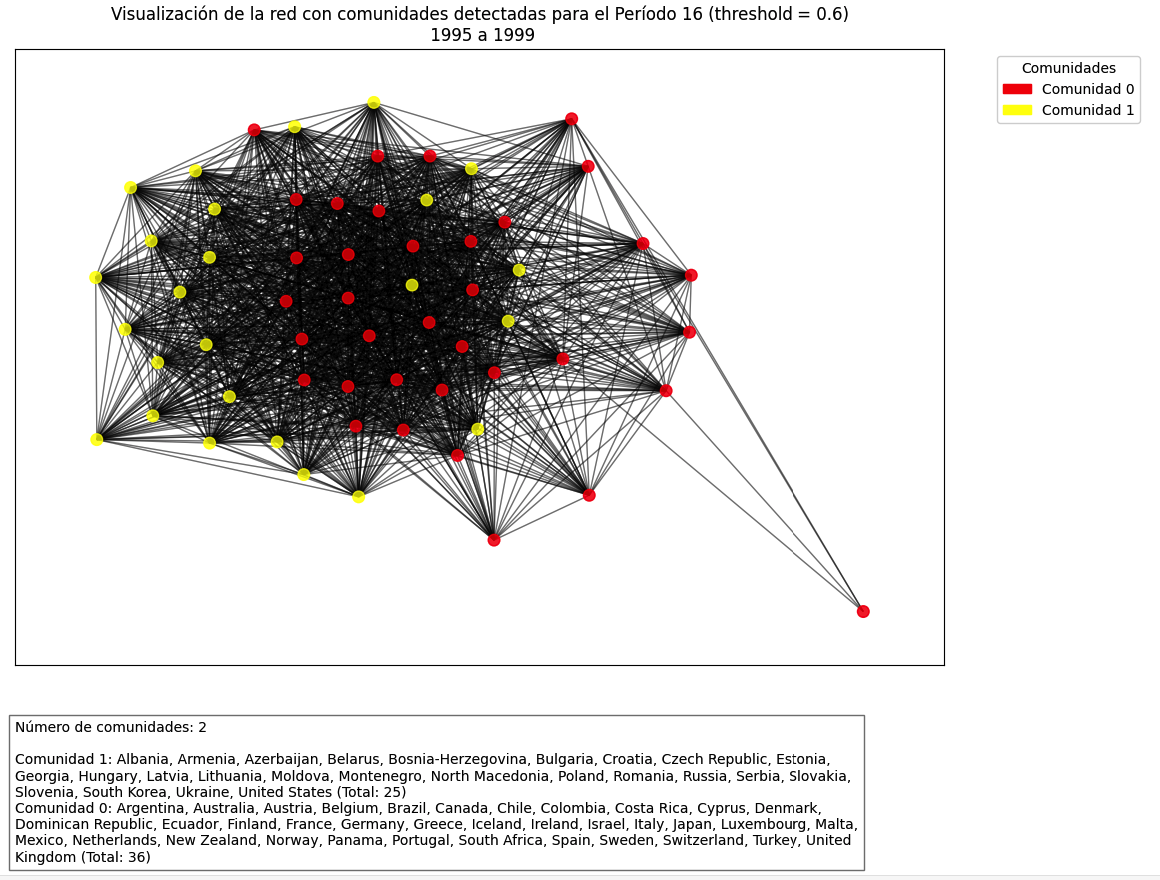 Visualización de la red con comunidades detectadas para el Período 16 (threshold = 0.6)
1995 a 1999
Comunidades
Comunidad 0
Comunidad 1
Número de comunidades: 2
Comunidad 1: Albania, Armenia, Azerbaijan, Belarus, Bosnia-Herzegovina, Bulgaria, Croatia, Czech Republic, Estonia,
Georgia, Hungary, Latvia, Lithuania, Moldova, Montenegro, North Macedonia, Poland, Romania, Russia, Serbia, Slovakia,
Slovenia, South Korea, Ukraine, United States (Total: 25)
Comunidad 0: Argentina, Australia, Austria, Belgium, Brazil, Canada, Chile, Colombia, Costa Rica, Cyprus, Denmark,
Dominican Republic, Ecuador, Finland, France, Germany, Greece, Iceland, Ireland, Israel, Italy, Japan, Luxembourg, Malta,
Mexico, Netherlands, New Zealand, Norway, Panama, Portugal, South Africa, Spain, Sweden, Switzerland, Turkey, United
Kingdom (Total: 36)